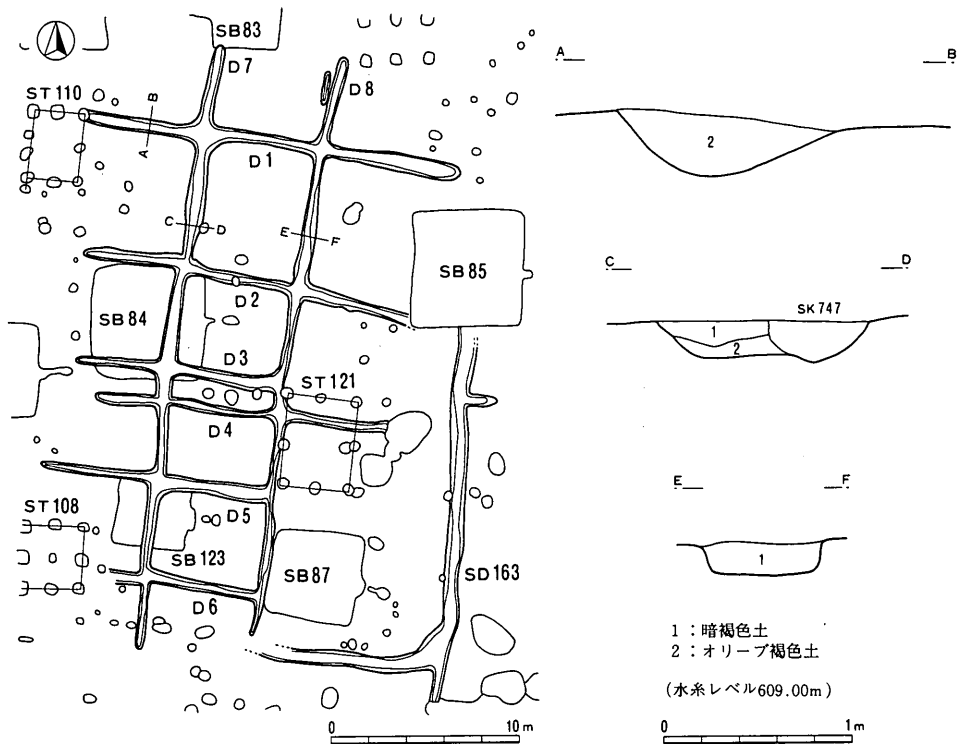 SB83
D7
D8
ST110
B
A
D1
C
D
E
F
SB85
D2
SB84
D3
ST121
D4
ST108
D5
SB123
SB87
SD163
D6
0
10m
A
B
2
C
D
SK747
1
2
E
F
1
1：暗褐色土
2：オリーブ褐色土
(水糸レベル609.00m)
0
1m